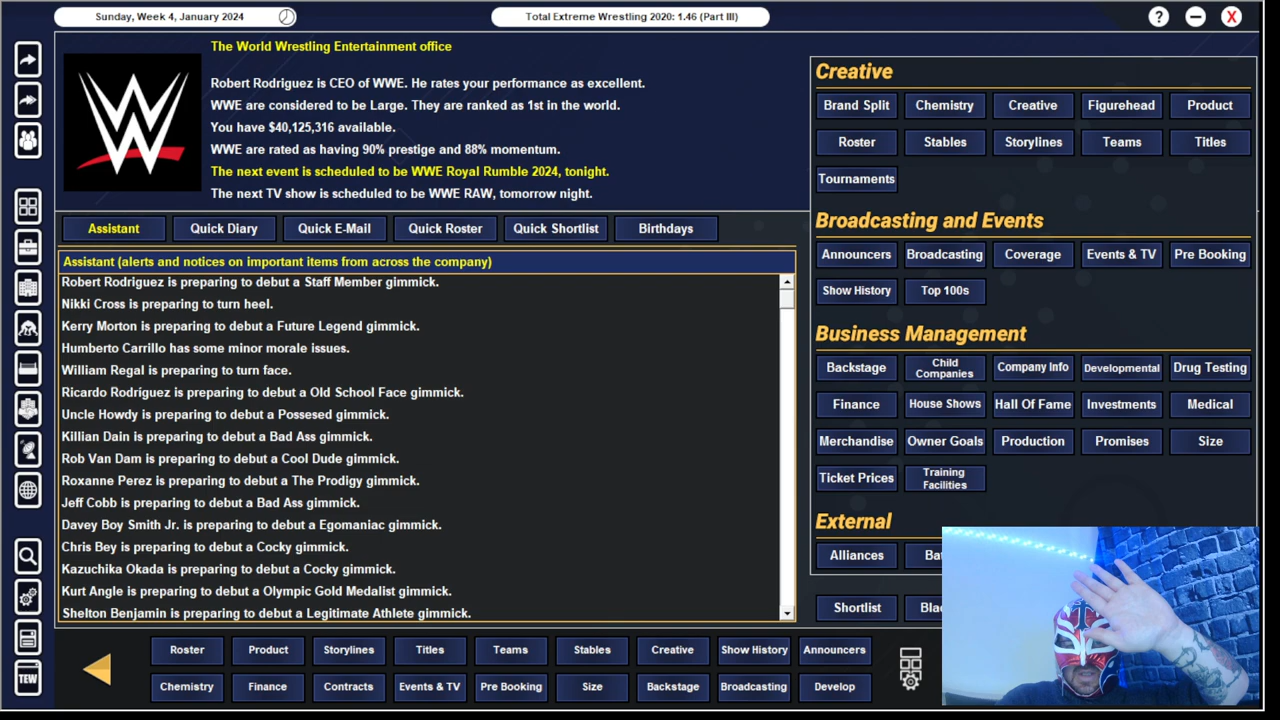 Sunday, Week 4, January 2024
Total Extreme Wrestling 2020: 1.46 (Part III)
?
X
The World Wrestling Entertainment office
Robert Rodriguez is CEO of WWE. He rates your performance as excellent.
WWE are considered to be Large. They are ranked as 1st in the world.
You have $40,125,316 available.
WWE are rated as having 90% prestige and 88% momentum.
The next event is scheduled to be WWE Royal Rumble 2024, tonight.
The next TV show is scheduled to be WWE RAW, tomorrow night.
Assistant Quick Diary Quick E-Mail Quick Roster Quick Shortlist Birthdays
Assistant (alerts and notices on important items from across the company)
Robert Rodriguez is preparing to debut a Staff Member gimmick.
Nikki Cross is preparing to turn heel.
Kerry Morton is preparing to debut a Future Legend gimmick.
Humberto Carrillo has some minor morale issues.
William Regal is preparing to turn face.
Ricardo Rodríguez is preparing to debut a Old School Face gimmick.
Uncle Howdy is preparing to debut a Possesed gimmick.
Killian Dain is preparing to debut a Bad Ass gimmick.
Rob Van Dam is preparing to debut a Cool Dude gimmick.
Roxanne Perez is preparing to debut a The Prodigy gimmick.
Jeff Cobb is preparing to debut a Bad Ass gimmick.
Davey Boy Smith Jr. is preparing to debut a Egomaniac gimmick.
Chris Bey is preparing to debut a Cocky gimmick.
Kazuchika Okada is preparing to debut a Cocky gimmick.
Kurt Angle is preparing to debut a Olympic Gold Medalist gimmick.
Shelton Benjamin is preparing to debut a Legitimate Athlete gimmick.
Creative
Brand Split Chemistry Creative Figurehead Product
Roster Stables Storylines Teams Titles
Tournaments
Broadcasting and Events
Announcers Broadcasting Coverage Events & TV Pre Booking
Show History Top 100s
Business Management
Backstage Child Companies Company Info Developmental Drug Testing
Finance House Shows Hall Of Fame Investments Medical
Merchandise Owner Goals Production Promises Size
Ticket Prices Training Facilities
External
Alliances
Shortlist
TEW
Roster Product Storylines Titles Teams Stables Creative Show History Announcers
Chemistry Finance Contracts Events & TV Pre Booking Size Backstage Broadcasting Develop